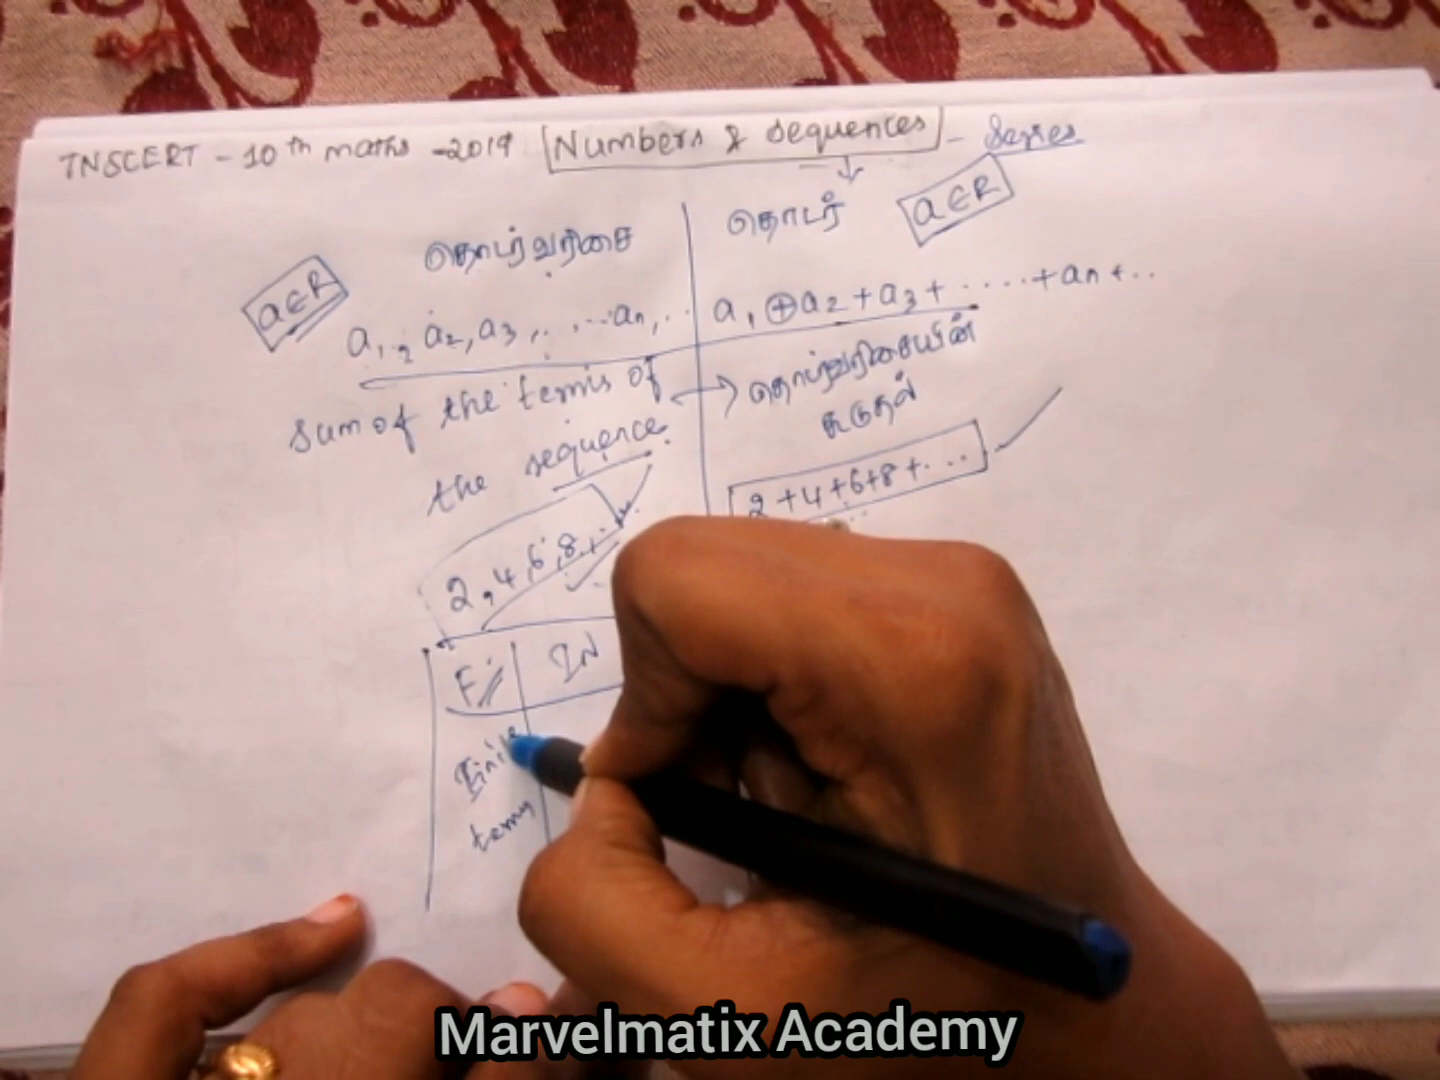 TNSCERT - 10th maths - 2019 Numbers & Sequences - Series
தொடர்வரிசை
தொடர்
a∈R
a∈R
a1, a2, a3, ..... an, ..
a1 ⊕ a2 + a3 + ..... + an + ..
sum of the terms of
the sequence
தொடர்வரிசையின்
கூடுதல்
2 + 4 + 6 + 8 + ...
2, 4, 6, 8, ..
F
IN
Finite
terms
Marvelmatix Academy